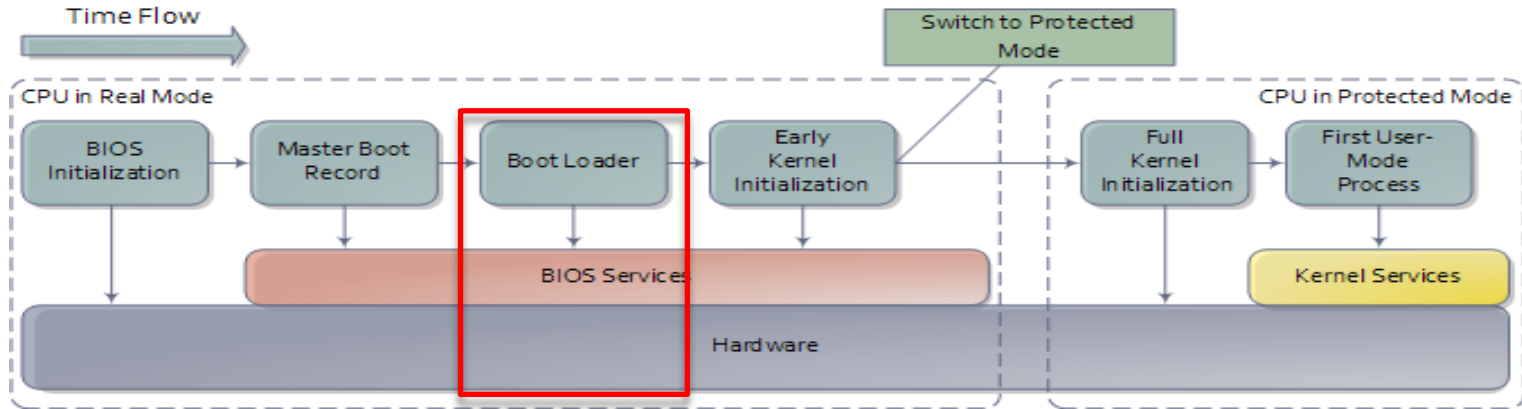 Time Flow
Switch to Protected
Mode
CPU in Real Mode
CPU in Protected Mode
BIOS
Initialization
Master Boot
Record
Boot Loader
Early
Kernel
Initialization
Full
Kernel
Initialization
First User-
Mode
Process
BIOS Services
Kernel Services
Hardware